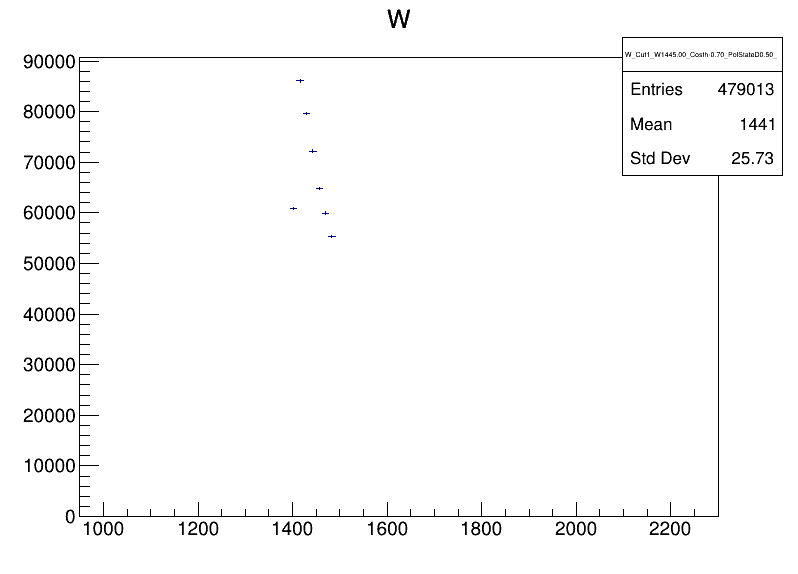 W
W_Cut1_W1445.00_Costh-0.70_PolStateD0.50_
Entries 479013
Mean 1441
Std Dev 25.73
90000
80000
70000
60000
50000
40000
30000
20000
10000
0
1000 1200 1400 1600 1800 2000 2200